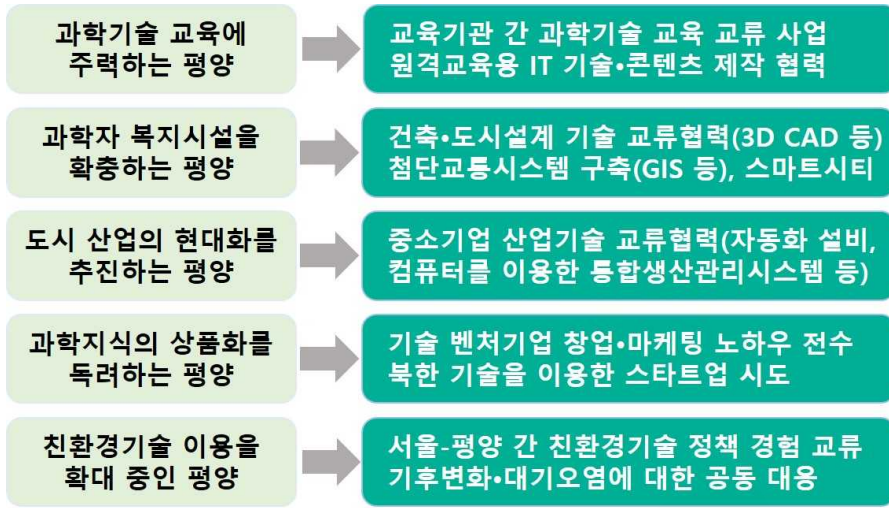 과학기술 교육에
주력하는 평양
교육기관 간 과학기술 교육 교류 사업
원격교육용 IT 기술•콘텐츠 제작 협력
과학자 복지시설을
확충하는 평양
건축•도시설계 기술 교류협력(3D CAD 등)
첨단교통시스템 구축(GIS 등), 스마트시티
도시 산업의 현대화를
추진하는 평양
중소기업 산업기술 교류협력(자동화 설비,
컴퓨터를 이용한 통합생산관리시스템 등)
과학지식의 상품화를
독려하는 평양
기술 벤처기업 창업•마케팅 노하우 전수
북한 기술을 이용한 스타트업 시도
친환경기술 이용을
확대 중인 평양
서울-평양 간 친환경기술 정책 경험 교류
기후변화•대기오염에 대한 공동 대응